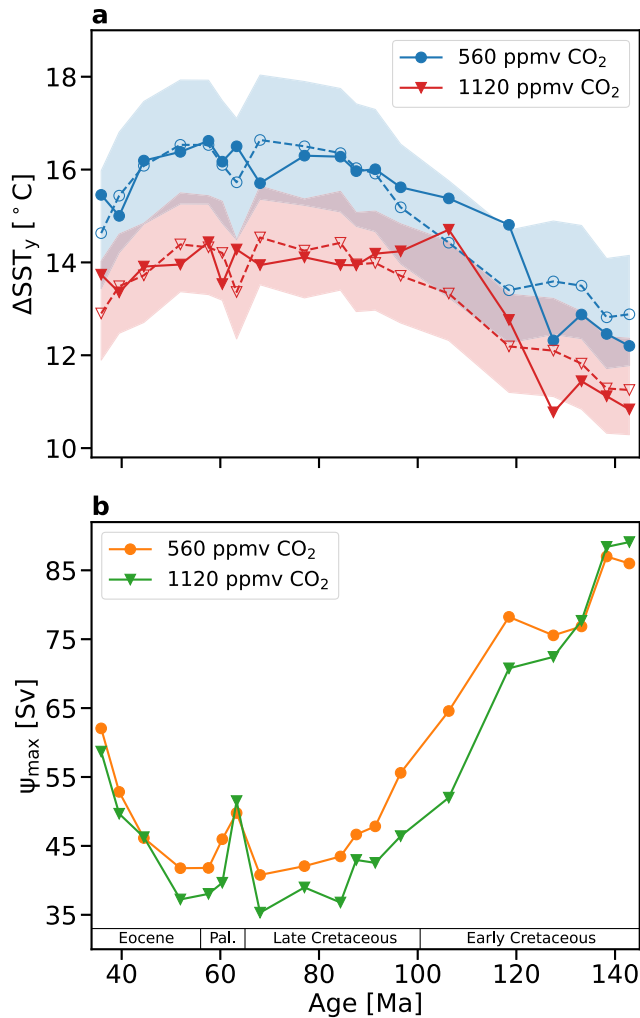 a
560 ppmv CO₂
1120 ppmv CO₂
18
16
14
12
10
ΔSST_y [°C]
b
560 ppmv CO₂
1120 ppmv CO₂
85
75
65
55
45
35
Ψ_max [Sv]
Eocene Pal. Late Cretaceous Early Cretaceous
40 60 80 100 120 140
Age [Ma]